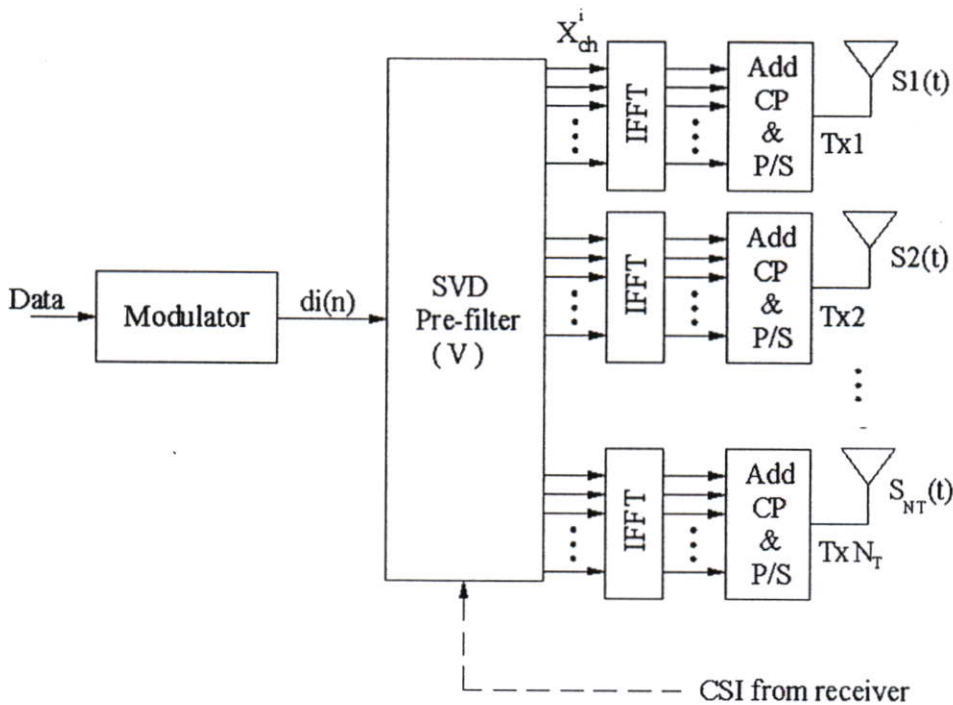 X^i_ch
IFFT
Add
CP
&
P/S
S1(t)
Tx1
IFFT
Add
CP
&
P/S
S2(t)
Tx2
Data
Modulator
di(n)
SVD
Pre-filter
( V )
IFFT
Add
CP
&
P/S
S_NT(t)
Tx N_T
CSI from receiver